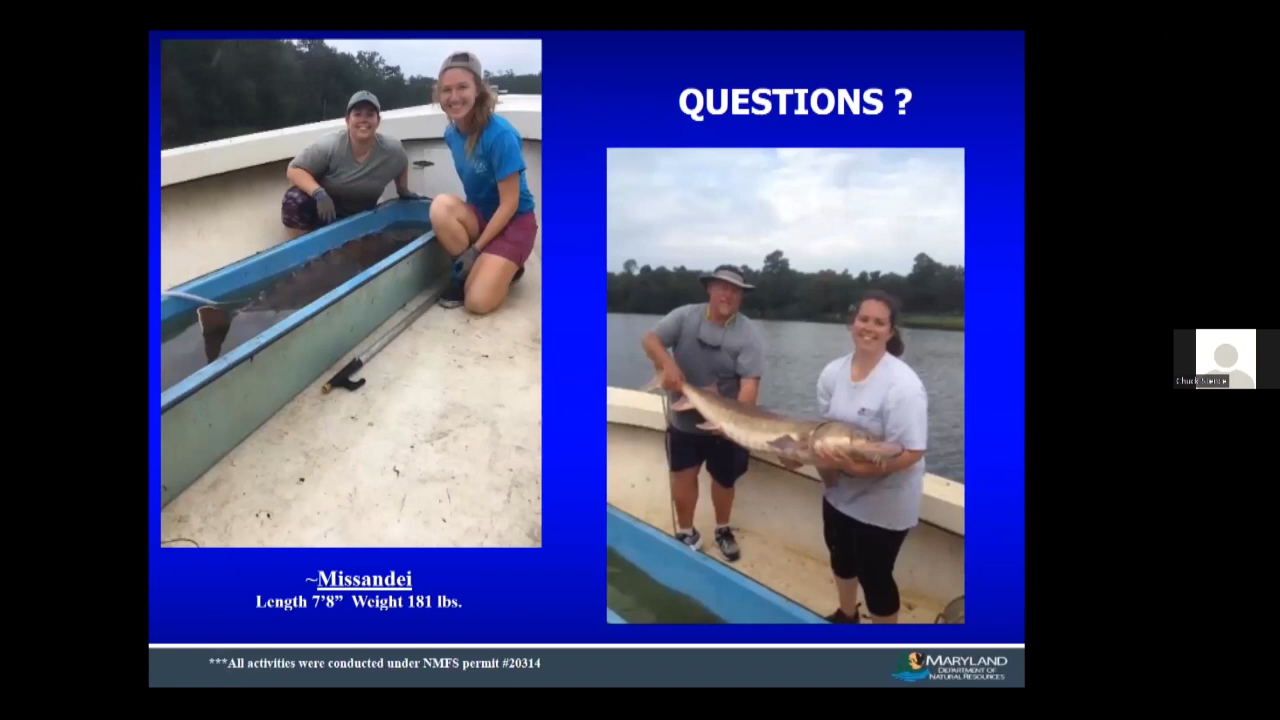 QUESTIONS ?
~Missandei
Length 7’8” Weight 181 lbs.
***All activities were conducted under NMFS permit #20314
MARYLAND
DEPARTMENT OF
NATURAL RESOURCES
Chuck